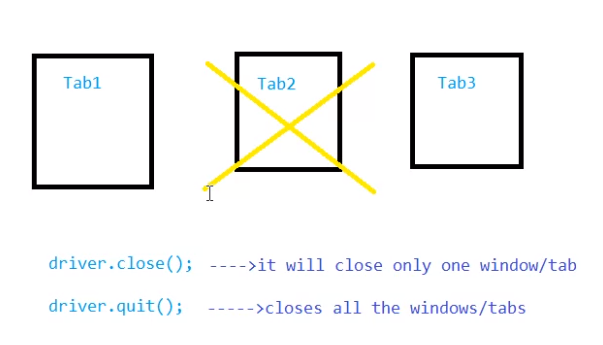 Tab1 Tab2 Tab3
driver.close(); ---->it will close only one window/tab
driver.quit(); ----->closes all the windows/tabs